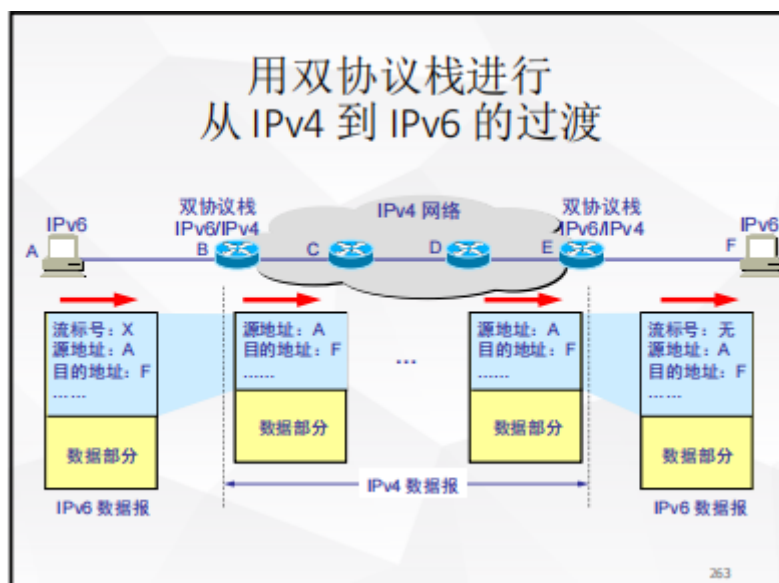 用双协议栈进行
从 IPv4 到 IPv6 的过渡
IPv6
A
双协议栈
IPv6/IPv4
B
IPv4 网络
C
D
双协议栈
IPv6/IPv4
E
IPv6
F
流标号：X
源地址：A
目的地址：F
……
数据部分
IPv6 数据报
源地址：A
目的地址：F
……
数据部分
…
源地址：A
目的地址：F
……
数据部分
IPv4 数据报
流标号：无
源地址：A
目的地址：F
……
数据部分
IPv6 数据报
263